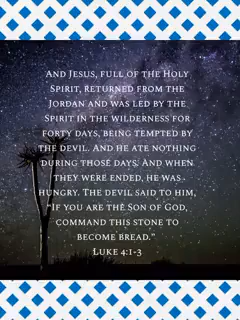 And Jesus, full of the Holy
Spirit, returned from the
Jordan and was led by the
Spirit in the wilderness for
forty days, being tempted by
the devil. And he ate nothing
during those days. And when
they were ended, he was
hungry. The devil said to him,
"If you are the Son of God,
command this stone to
become bread."
Luke 4:1-3